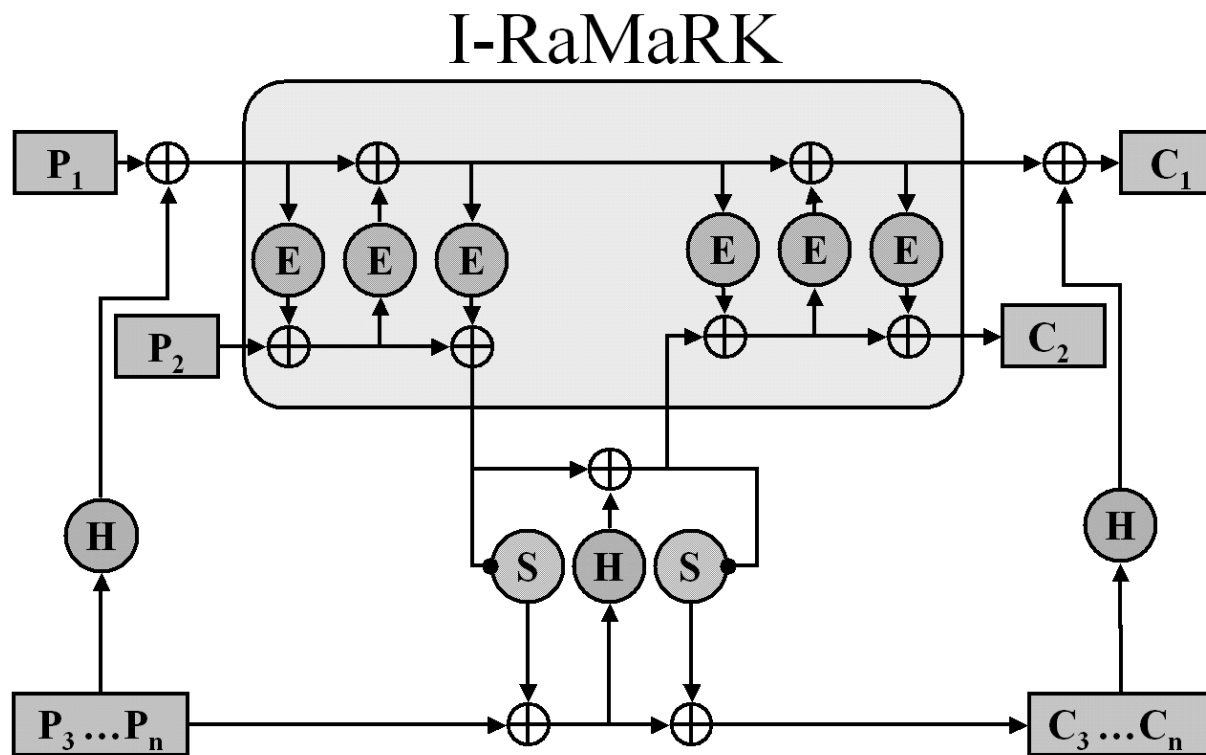 I-RaMaRK
P₁
C₁
E E E E E E
P₂
C₂
H
H
S H S
P₃ …Pₙ
C₃ …Cₙ